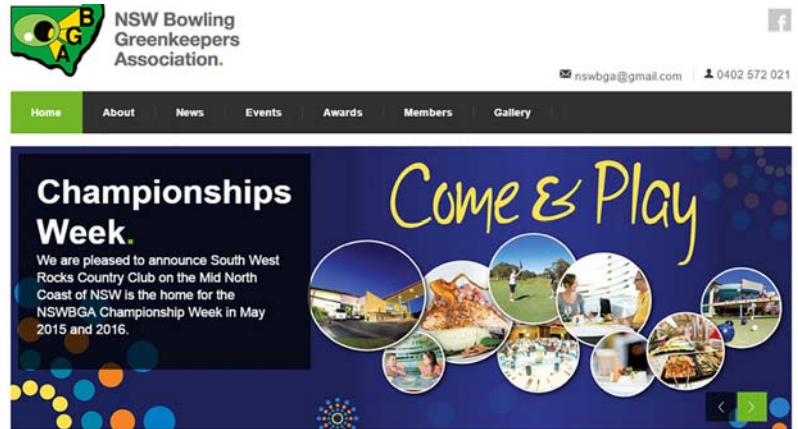 B
G
A
NSW Bowling
Greenkeepers
Association.
f
nswbga@gmail.com
0402 572 021
Home About News Events Awards Members Gallery
Championships
Week.
We are pleased to announce South West
Rocks Country Club on the Mid North
Coast of NSW is the home for the
NSWBGA Championship Week in May
2015 and 2016.
Come & Play